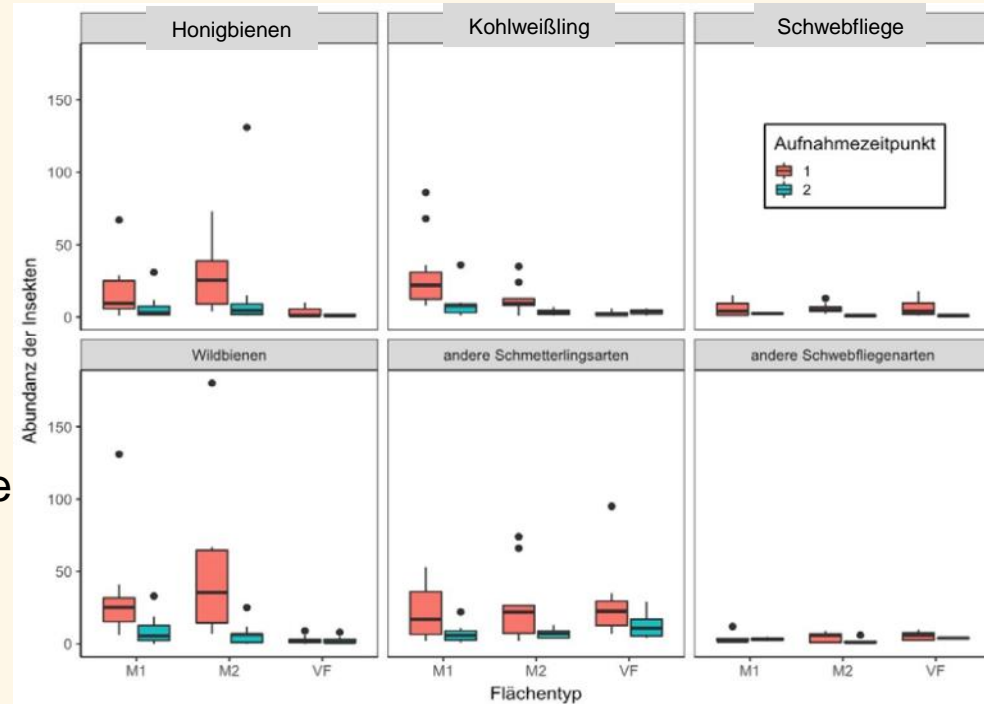 Honigbienen Kohlweißling Schwebfliege
150
100
50
0
Aufnahmezeitpunkt
1
2
Abundanz der Insekten
Wildbienen andere Schmetterlingsarten andere Schwebfliegenarten
150
100
50
0
e
M1 M2 VF M1 M2 VF M1 M2 VF
Flächentyp